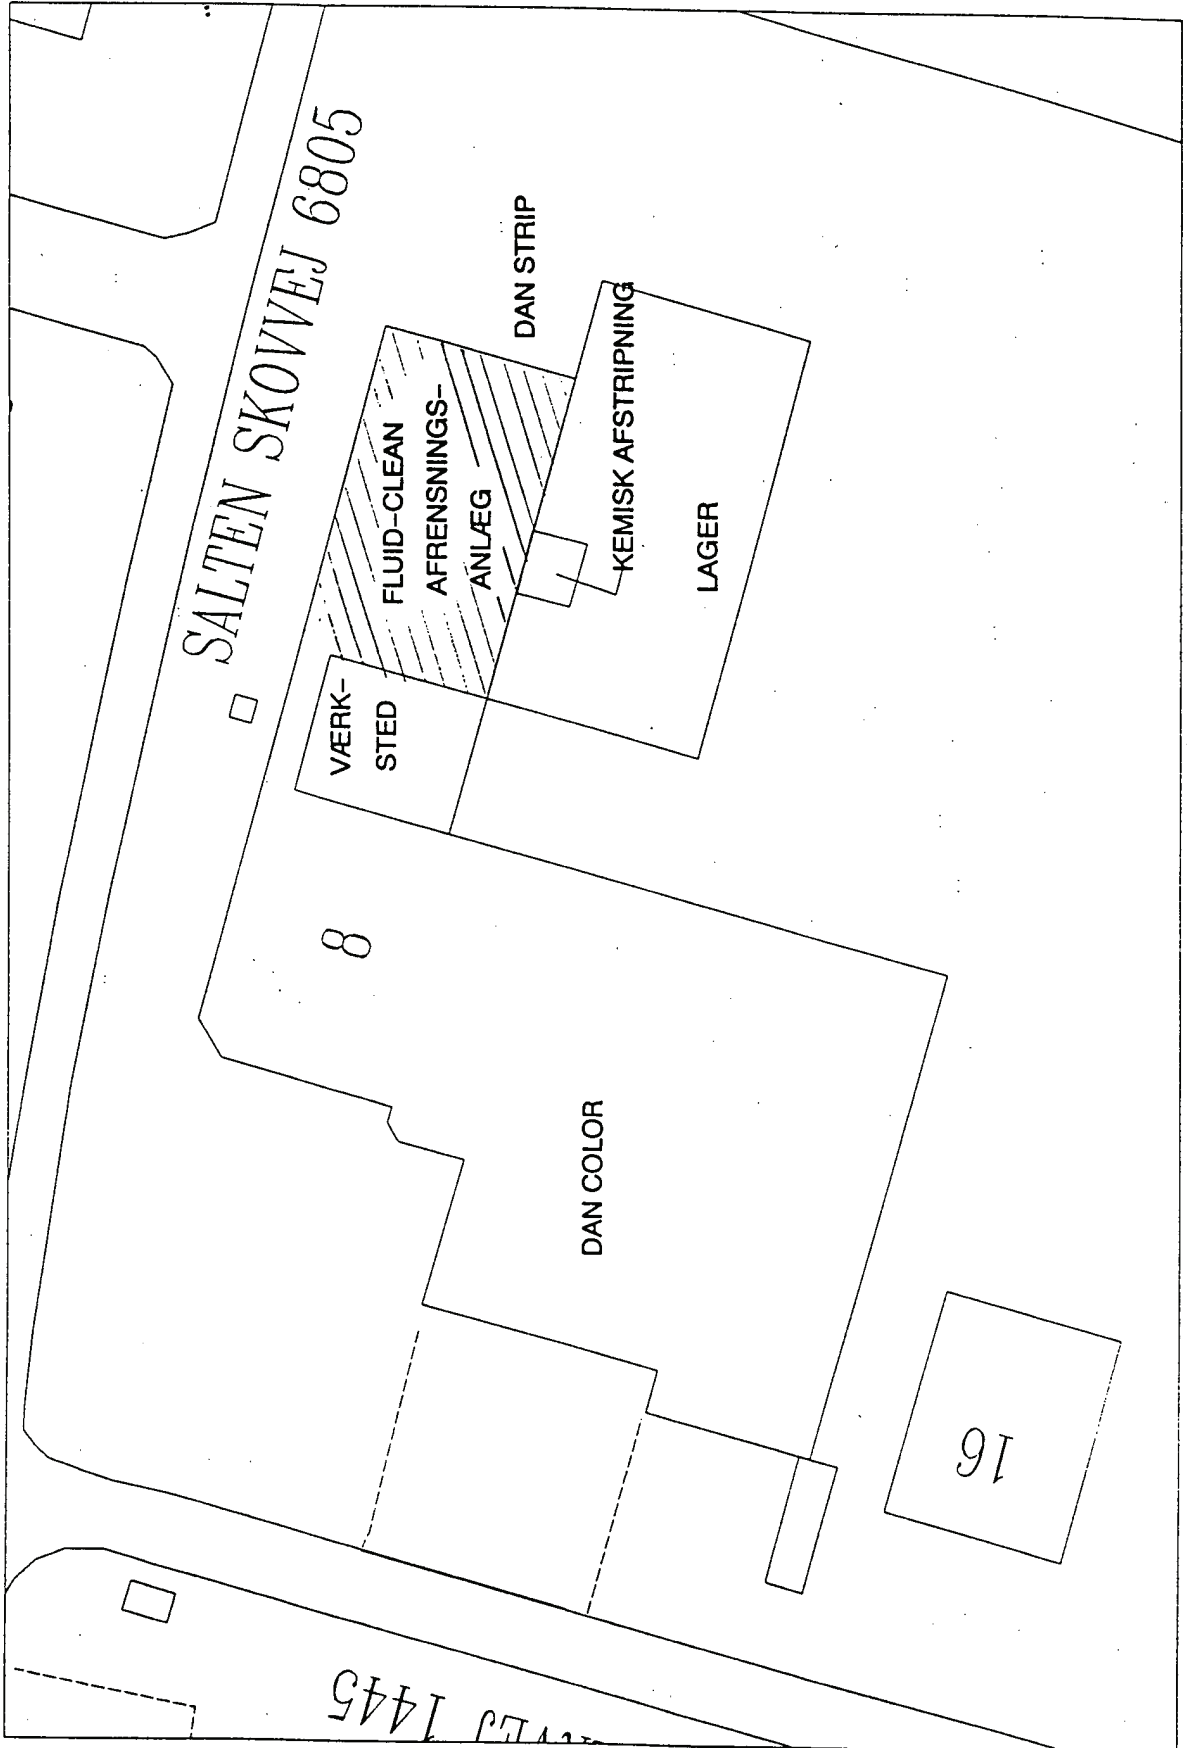 SALTEN SKOVVEJ 6805
DAN STRIP
FLUID-CLEAN
AFRENSNINGS-
ANLÆG
KEMISK AFSTRIPNING
LAGER
VÆRK-
STED
8
DAN COLOR
16
1445